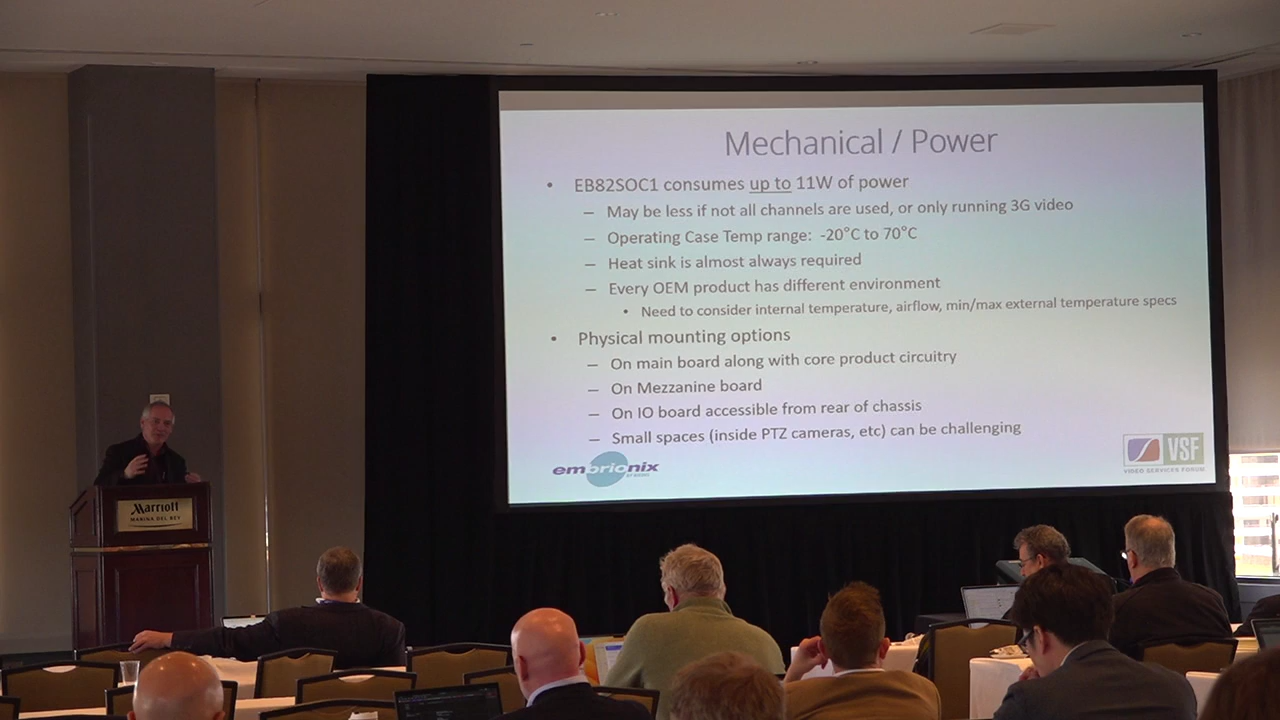 Mechanical / Power
• EB82SOC1 consumes up to 11W of power
– May be less if not all channels are used, or only running 3G video
– Operating Case Temp range: -20°C to 70°C
– Heat sink is almost always required
– Every OEM product has different environment
• Need to consider internal temperature, airflow, min/max external temperature specs
• Physical mounting options
– On main board along with core product circuitry
– On Mezzanine board
– On IO board accessible from rear of chassis
– Small spaces (inside PTZ cameras, etc) can be challenging
embrionix
VSF
VIDEO SERVICES FORUM
Marriott
MARINA DEL REY